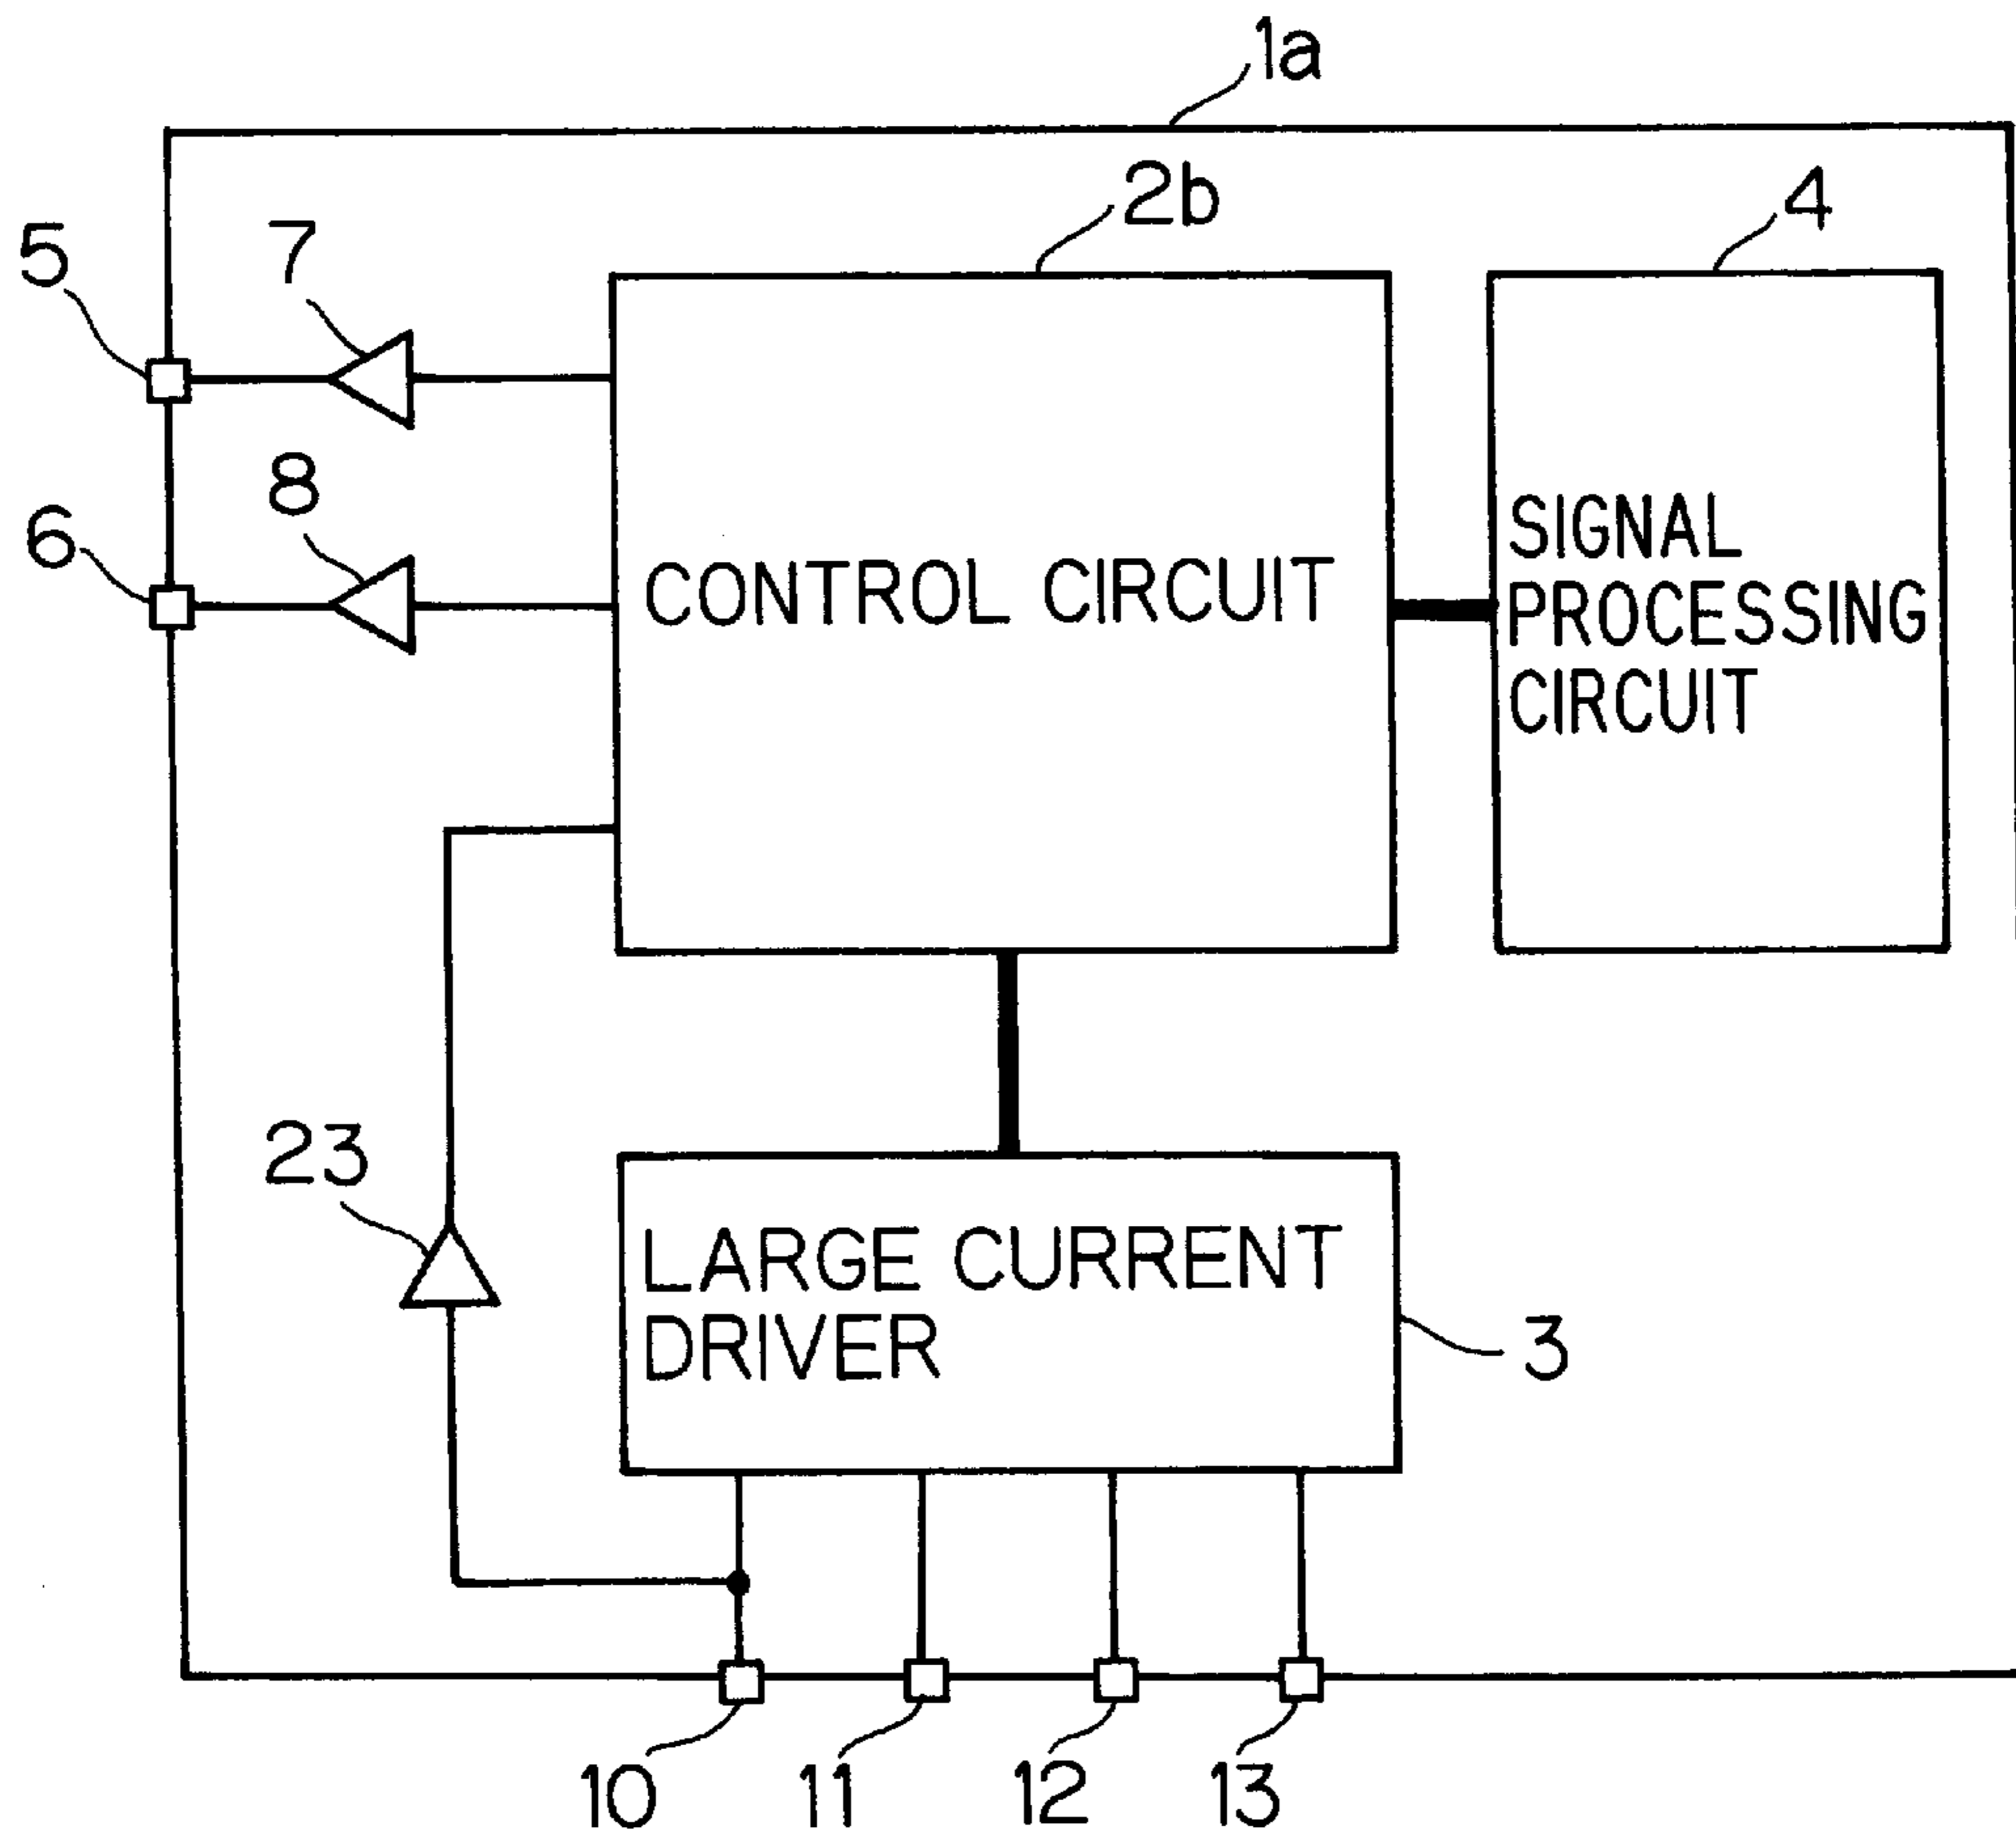 1a
2b
4
5
7
8
6
CONTROL CIRCUIT
SIGNAL
PROCESSING
CIRCUIT
23
LARGE CURRENT
DRIVER
3
10
11
12
13